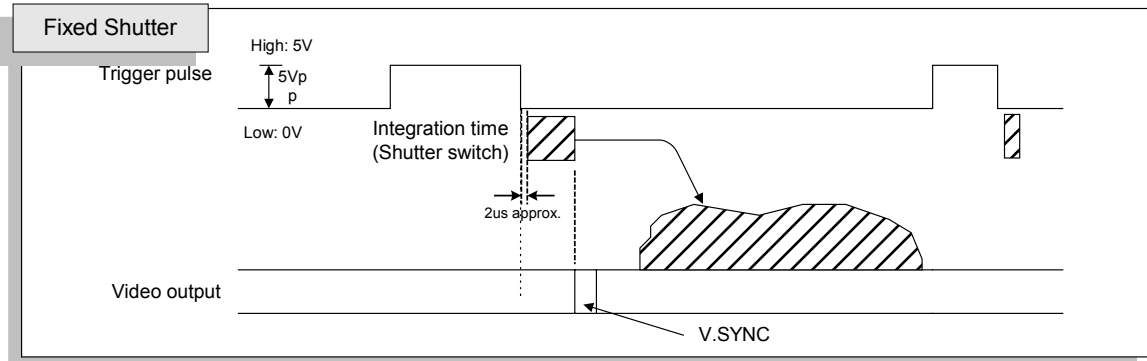 Fixed Shutter
High: 5V
Trigger pulse
5Vp
p
Low: 0V
Integration time
(Shutter switch)
2us approx.
Video output
V.SYNC